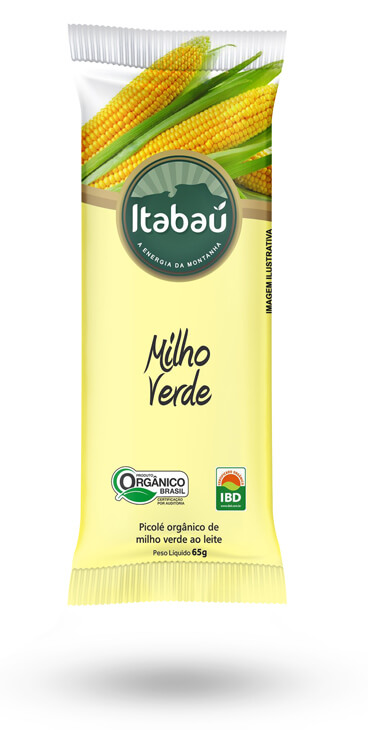 Itabaú
A ENERGIA DA MONTANHA
IMAGEM ILUSTRATIVA
Milho
Verde
PRODUTO
ORGÂNICO
BRASIL
CERTIFICAÇÃO
POR AUDITORIA
IBD
Picolé orgânico de
milho verde ao leite
Peso Líquido 65g